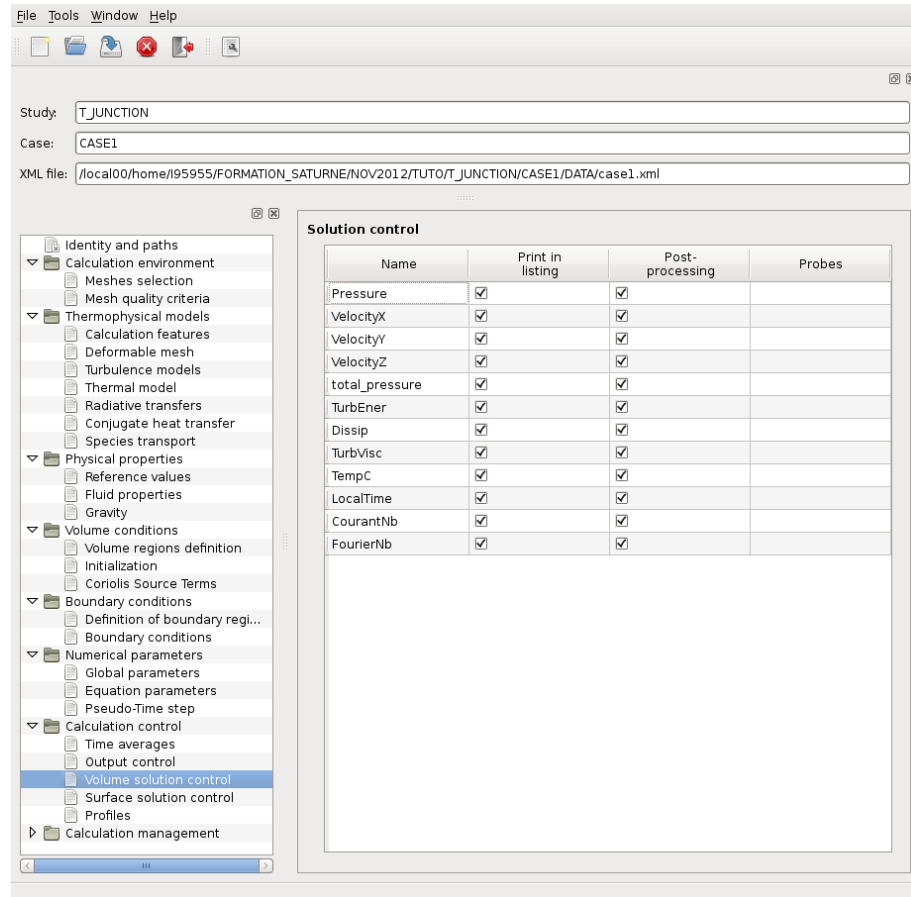 File Tools Window Help
Study: T_JUNCTION
Case: CASE1
XML file: /local00/home/I95955/FORMATION_SATURNE/NOV2012/TUTO/T_JUNCTION/CASE1/DATA/case1.xml
Identity and paths
Calculation environment
Meshes selection
Mesh quality criteria
Thermophysical models
Calculation features
Deformable mesh
Turbulence models
Thermal model
Radiative transfers
Conjugate heat transfer
Species transport
Physical properties
Reference values
Fluid properties
Gravity
Volume conditions
Volume regions definition
Initialization
Coriolis Source Terms
Boundary conditions
Definition of boundary regi...
Boundary conditions
Numerical parameters
Global parameters
Equation parameters
Pseudo-Time step
Calculation control
Time averages
Output control
Volume solution control
Surface solution control
Profiles
Calculation management
Solution control
Name Print in listing Post-processing Probes
Pressure
VelocityX
VelocityY
VelocityZ
total_pressure
TurbEner
Dissip
TurbVisc
TempC
LocalTime
CourantNb
FourierNb